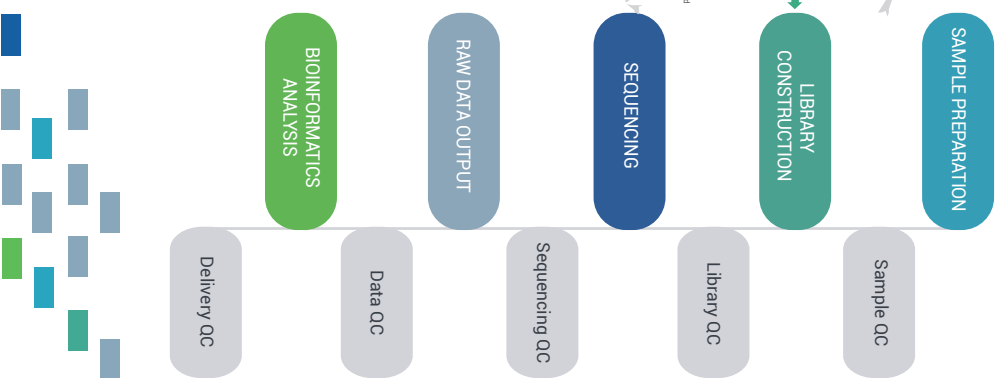 SAMPLE PREPARATION
Sample QC
LIBRARY
CONSTRUCTION
Library QC
SEQUENCING
Sequencing QC
RAW DATA OUTPUT
Data QC
BIOINFORMATICS
ANALYSIS
Delivery QC